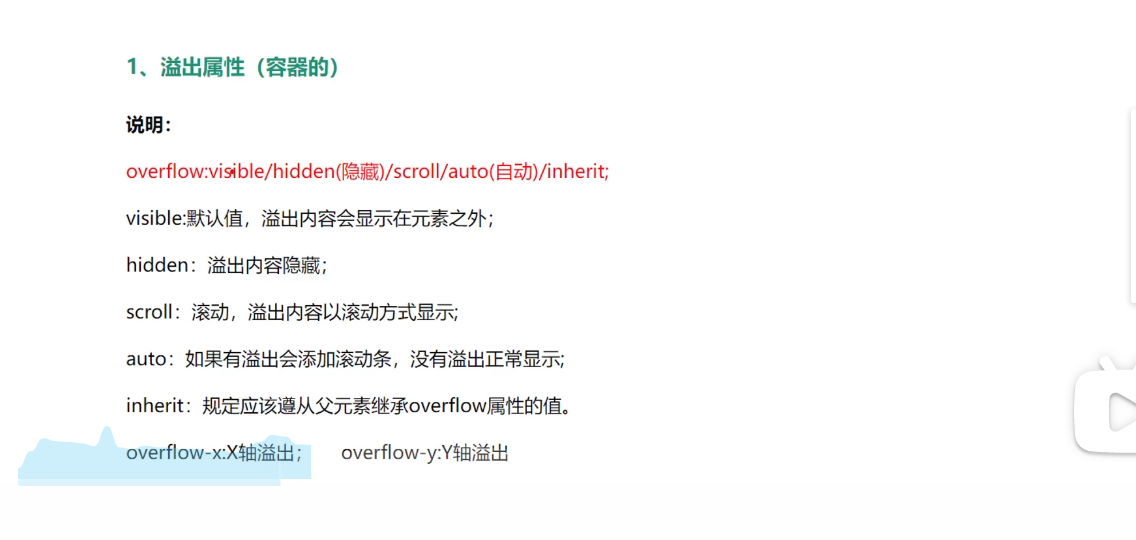 1、溢出属性（容器的）
说明：
overflow:visible/hidden(隐藏)/scroll/auto(自动)/inherit;
visible:默认值，溢出内容会显示在元素之外；
hidden：溢出内容隐藏；
scroll：滚动，溢出内容以滚动方式显示;
auto：如果有溢出会添加滚动条，没有溢出正常显示;
inherit：规定应该遵从父元素继承overflow属性的值。
overflow-x:X轴溢出； overflow-y:Y轴溢出